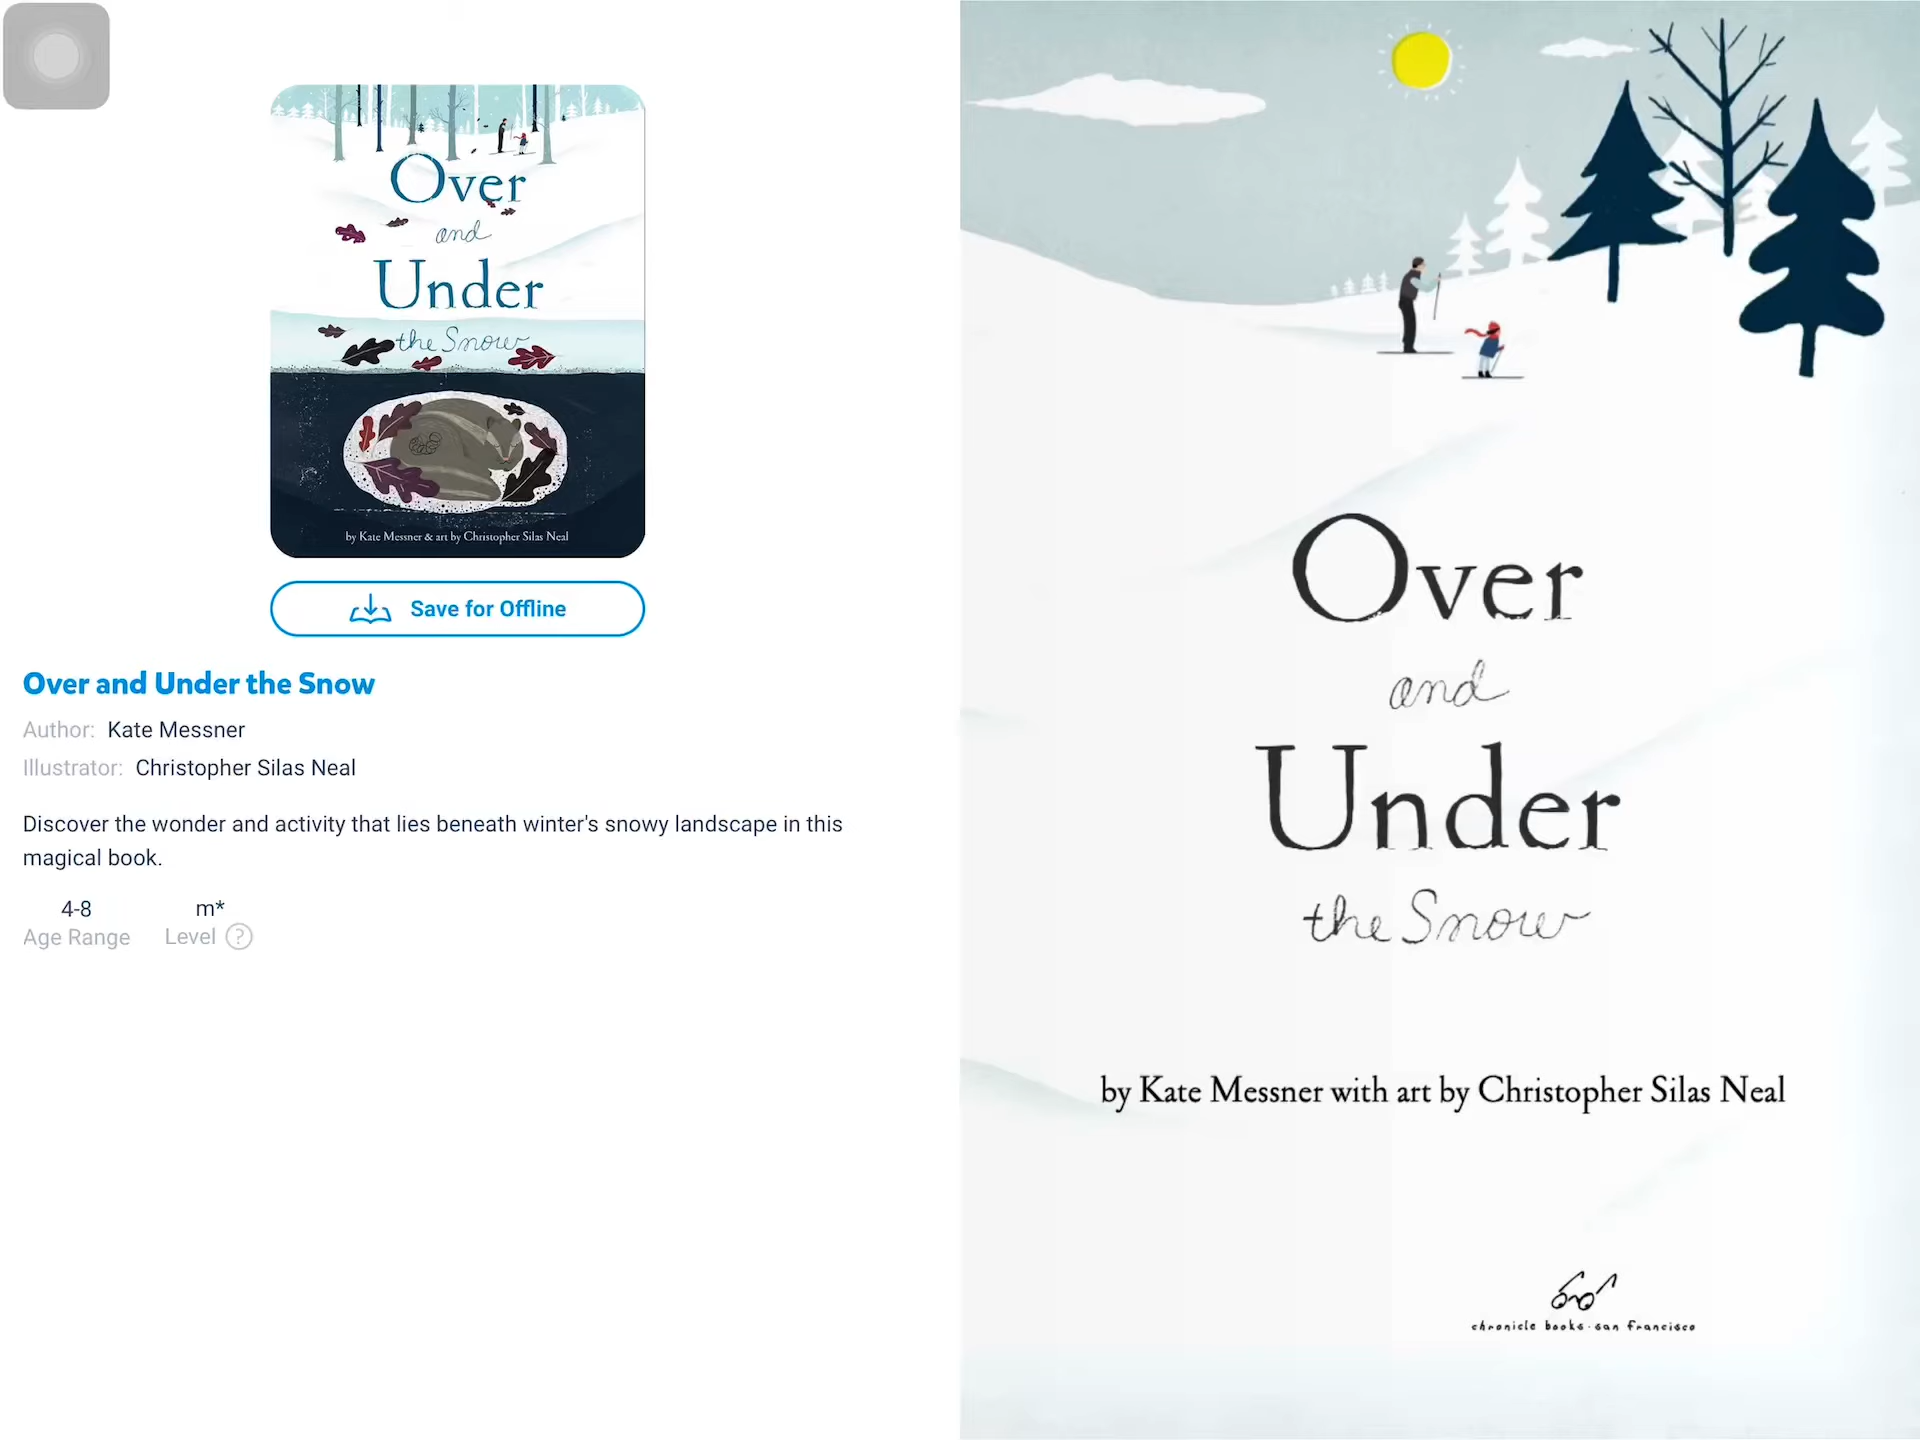 Over
and
Under
the Snow
by Kate Messner & art by Christopher Silas Neal
Save for Offline
Over and Under the Snow
Author: Kate Messner
Illustrator: Christopher Silas Neal
Discover the wonder and activity that lies beneath winter's snowy landscape in this
magical book.
4-8 m*
Age Range Level ?
Over
and
Under
the Snow
by Kate Messner with art by Christopher Silas Neal
chronicle books · san francisco